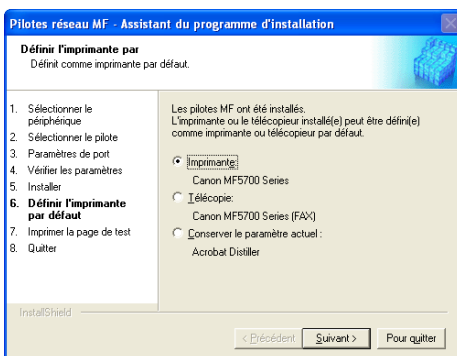 Pilotes réseau MF - Assistant du programme d'installation
Définir l'imprimante par
Définit comme imprimante par défaut.
1. Sélectionner le
périphérique
2. Sélectionner le pilote
3. Paramètres de port
4. Vérifier les paramètres
5. Installer
6. Définir l'imprimante
par défaut
7. Imprimer la page de test
8. Quitter
Les pilotes MF ont été installés.
L'imprimante ou le télécopieur installé(e) peut être défini(e)
comme imprimante ou télécopieur par défaut.
Imprimante:
Canon MF5700 Series
Télécopie:
Canon MF5700 Series (FAX)
Conserver le paramètre actuel :
Acrobat Distiller
InstallShield
< Précédent
Suivant >
Pour quitter